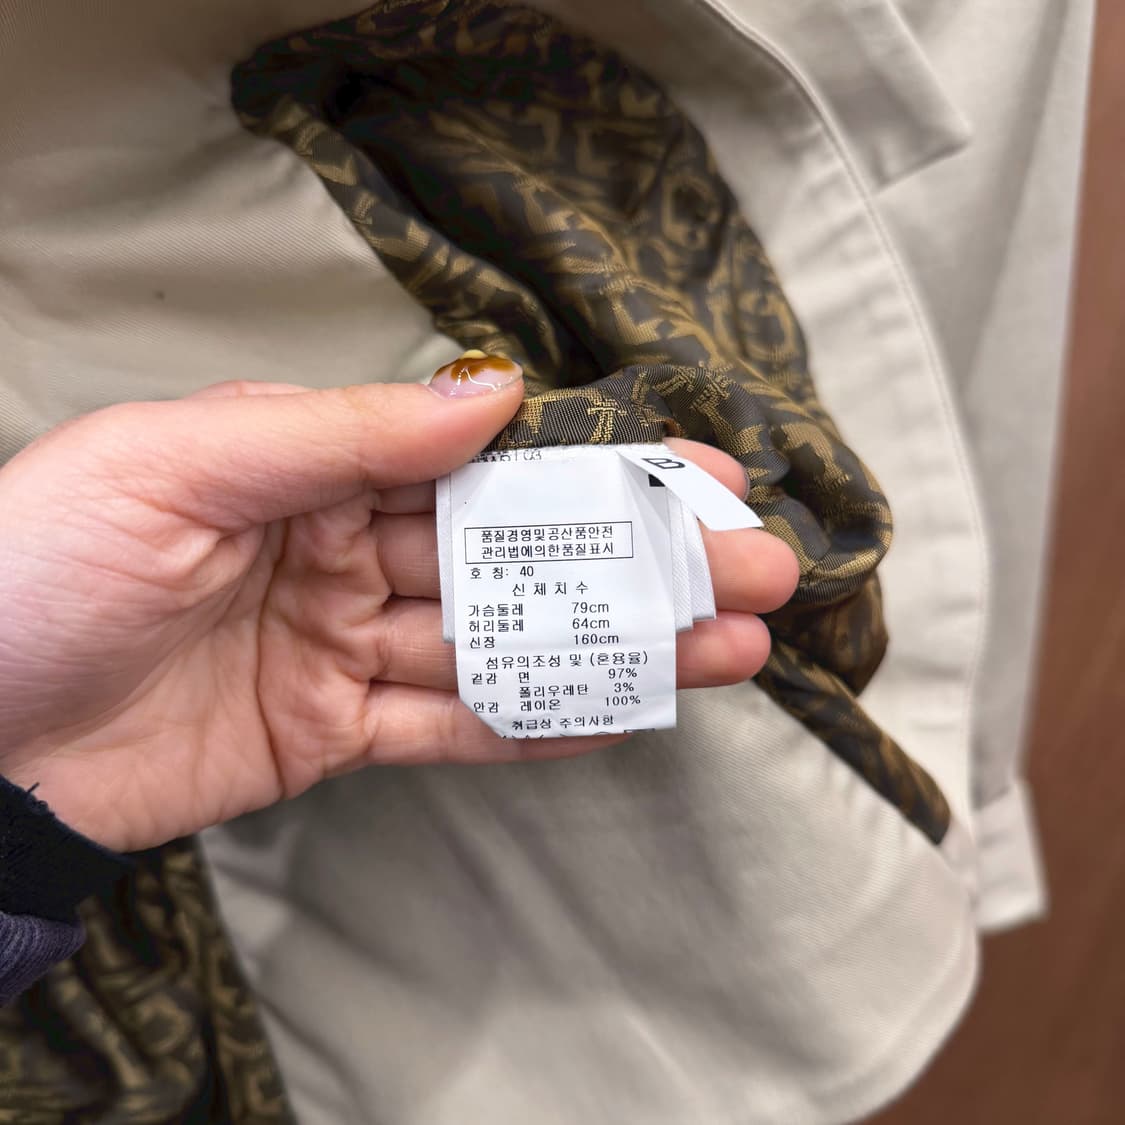 03
B
품질경영및공산품안전
관리법에의한품질표시
호 칭: 40
신 체 치 수
가슴둘레 79cm
허리둘레 64cm
신장 160cm
섬유의조성 및 (혼용율)
겉감 면 97%
폴리우레탄 3%
안감 레이온 100%
취급상 주의사항